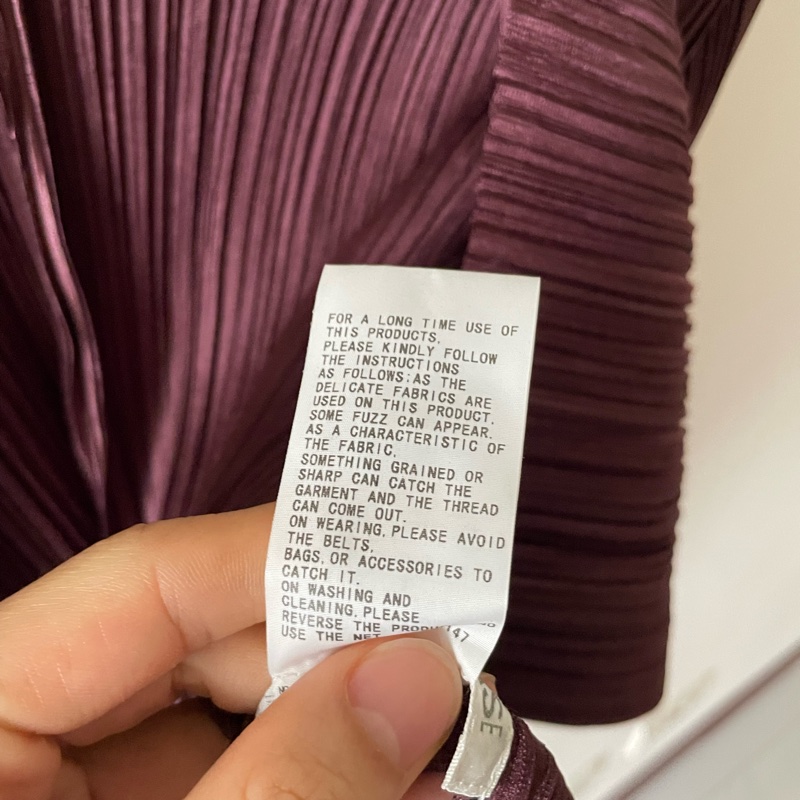 FOR A LONG TIME USE OF
THIS PRODUCTS,
PLEASE KINDLY FOLLOW
THE INSTRUCTIONS
AS FOLLOWS:AS THE
DELICATE FABRICS ARE
USED ON THIS PRODUCT,
SOME FUZZ CAN APPEAR,
AS A CHARACTERISTIC OF
THE FABRIC,
SOMETHING GRAINED OR
SHARP CAN CATCH THE
GARMENT AND THE THREAD
CAN COME OUT.
ON WEARING,PLEASE AVOID
THE BELTS,
BAGS,OR ACCESSORIES TO
CATCH IT.
ON WASHING AND
CLEANING,PLEASE
REVERSE THE
USE THE NET
47
SE